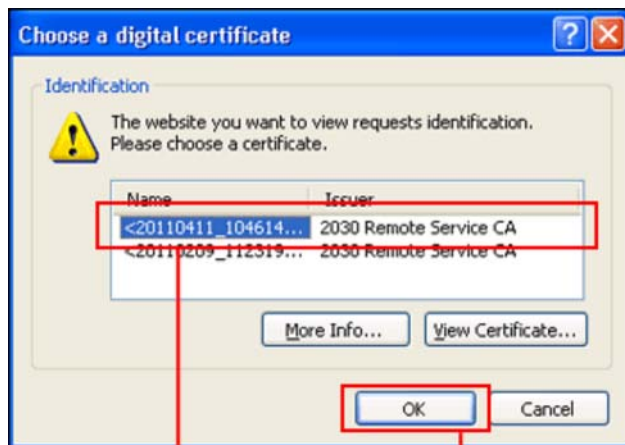 Choose a digital certificate
Identification
The website you want to view requests identification.
Please choose a certificate.
Name Issuer
<20110411_104614... 2030 Remote Service CA
<20110209_112319... 2030 Remote Service CA
More Info... View Certificate...
OK Cancel